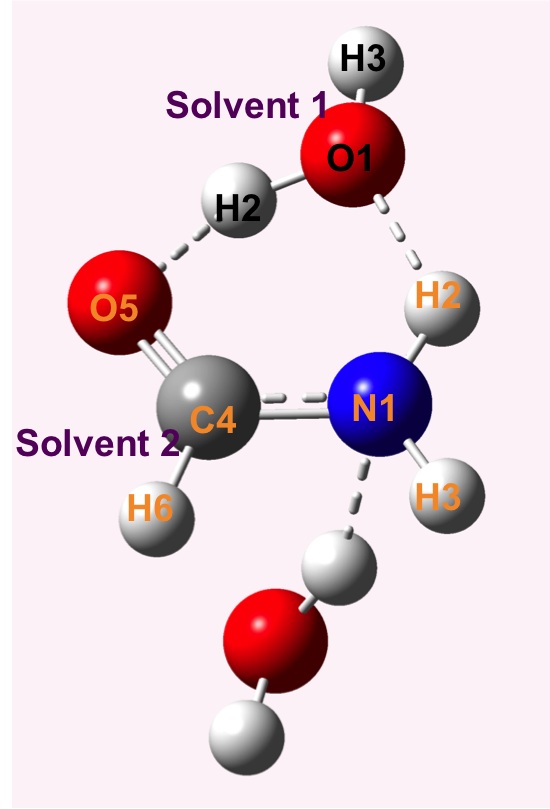 H3
Solvent 1
O1
H2
H2
O5
N1
C4
Solvent 2
H3
H6